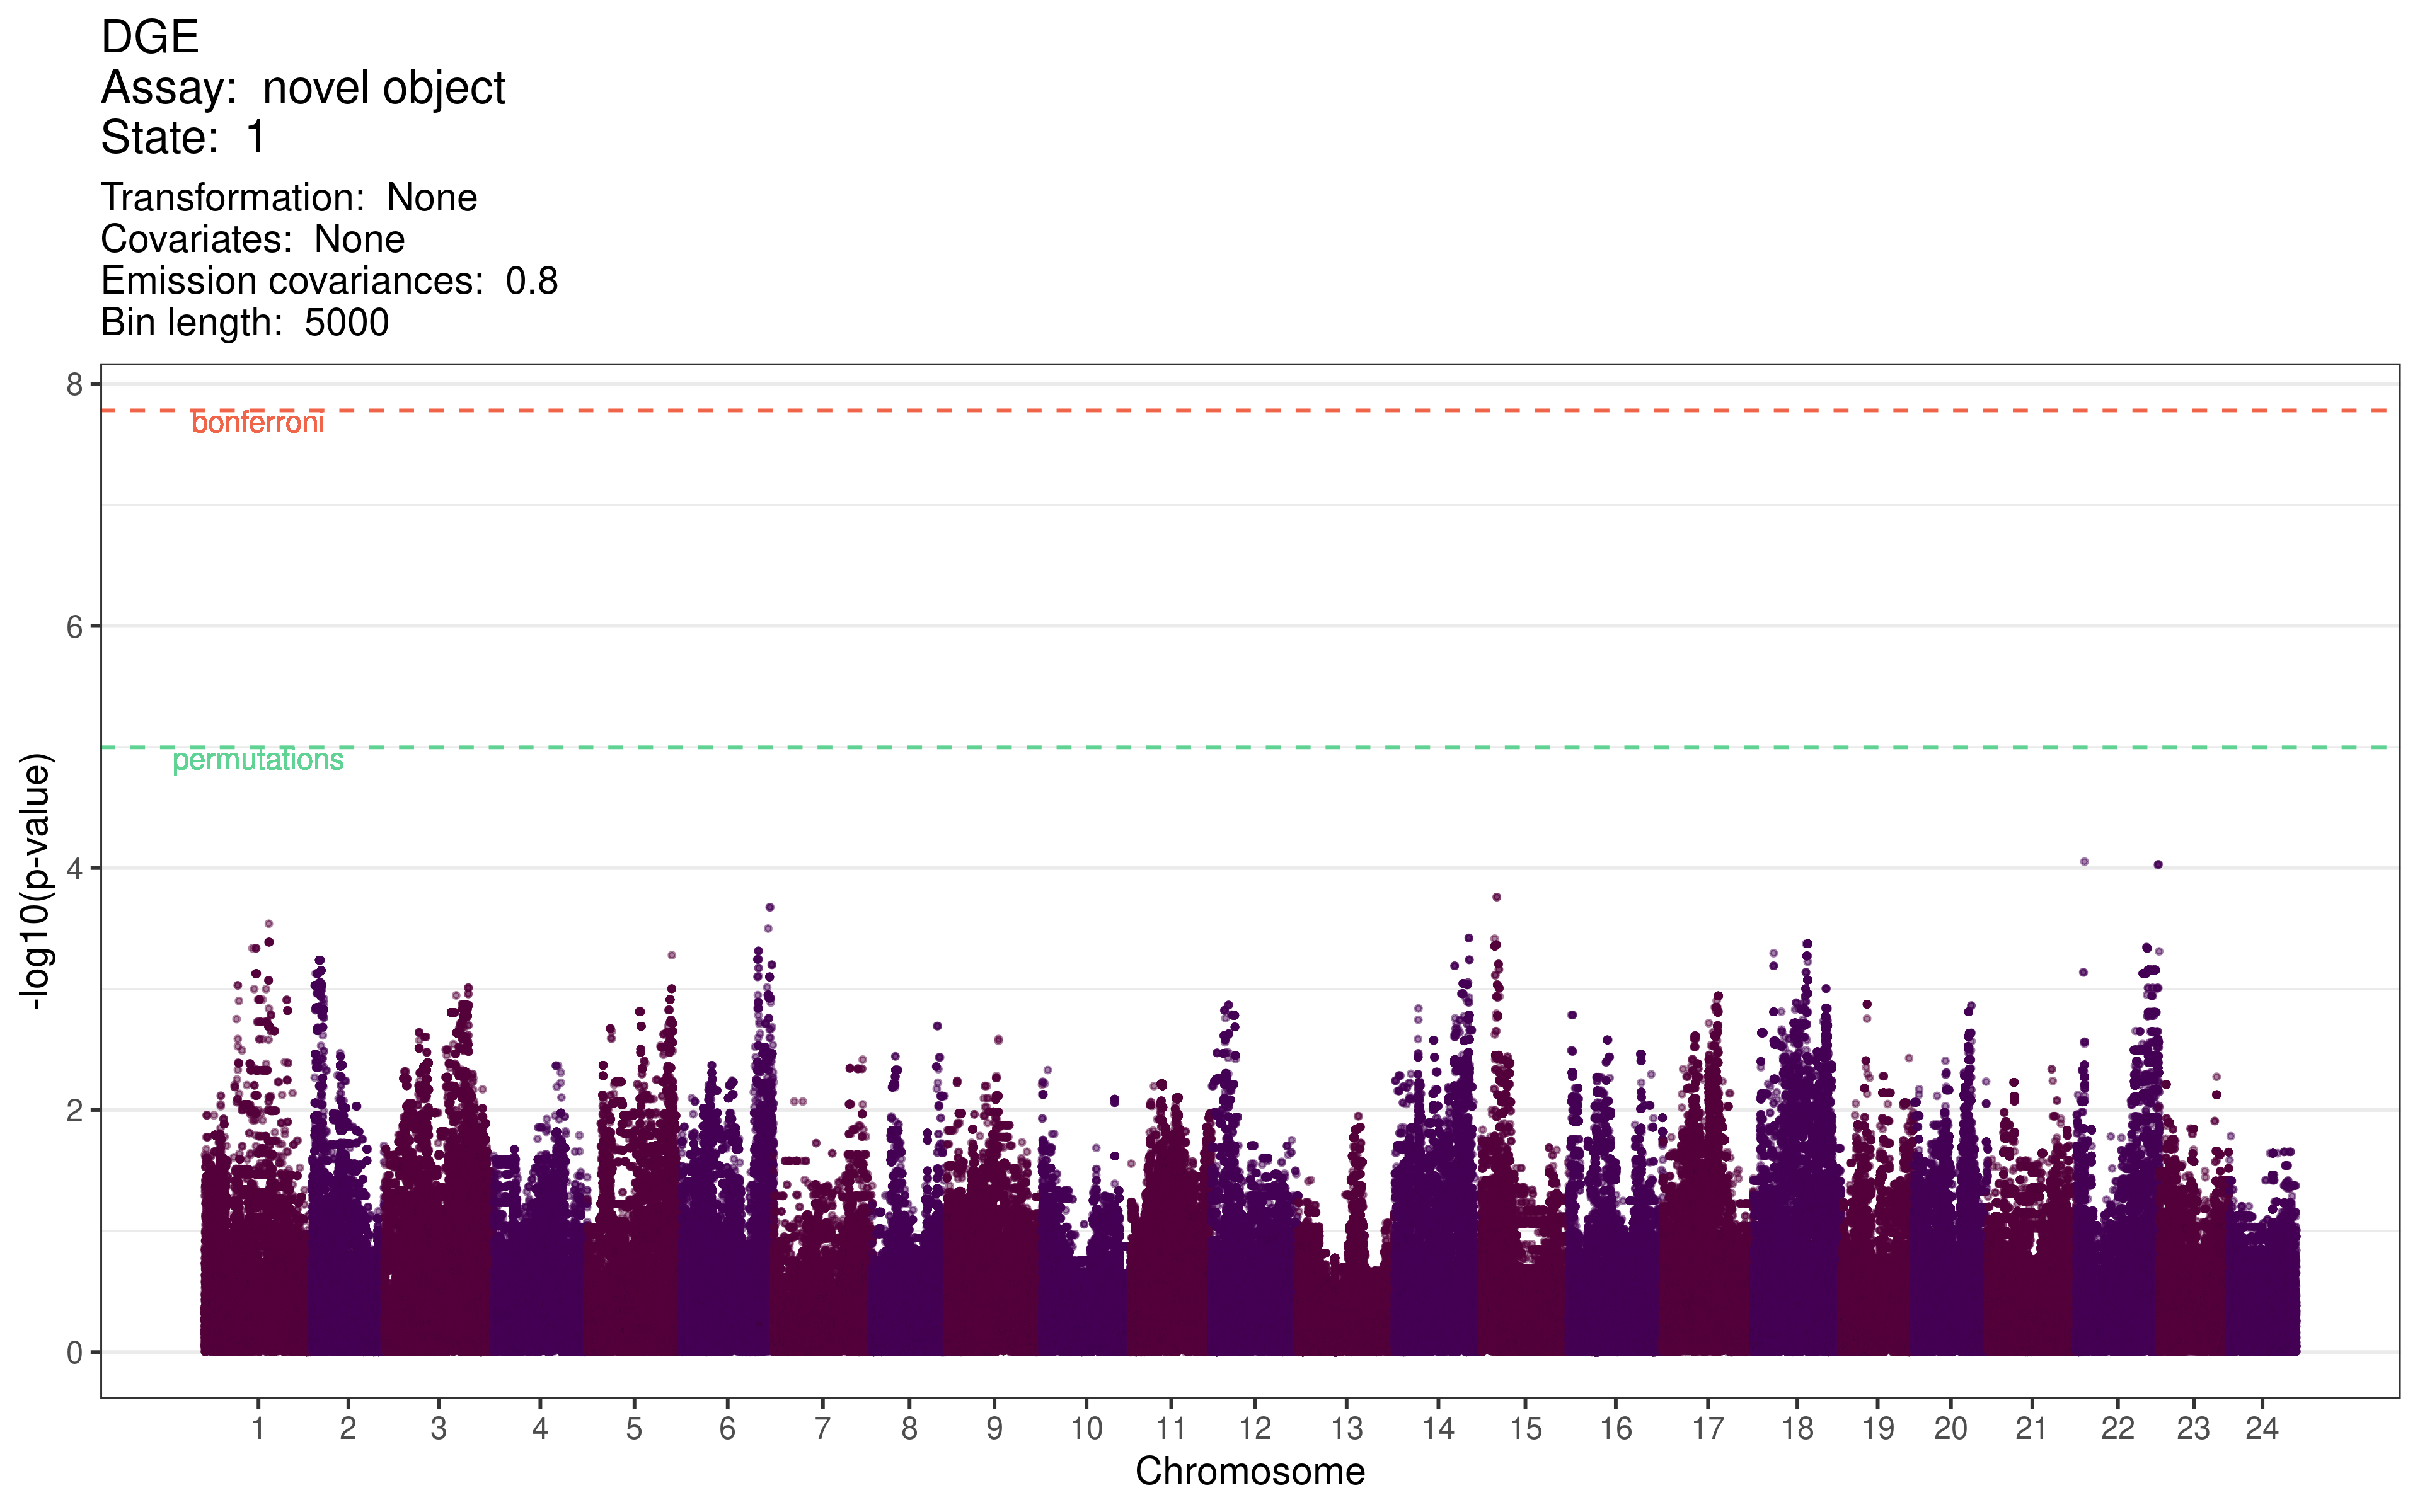 DGE
Assay:  novel object
State:  1
Transformation:  None
Covariates:  None
Emission covariances:  0.8
Bin length:  5000
8
bonferroni
6
permutations
4
2
0
-log10(p-value)
1 2 3 4 5 6 7 8 9 10 11 12 13 14 15 16 17 18 19 20 21 22 23 24
Chromosome